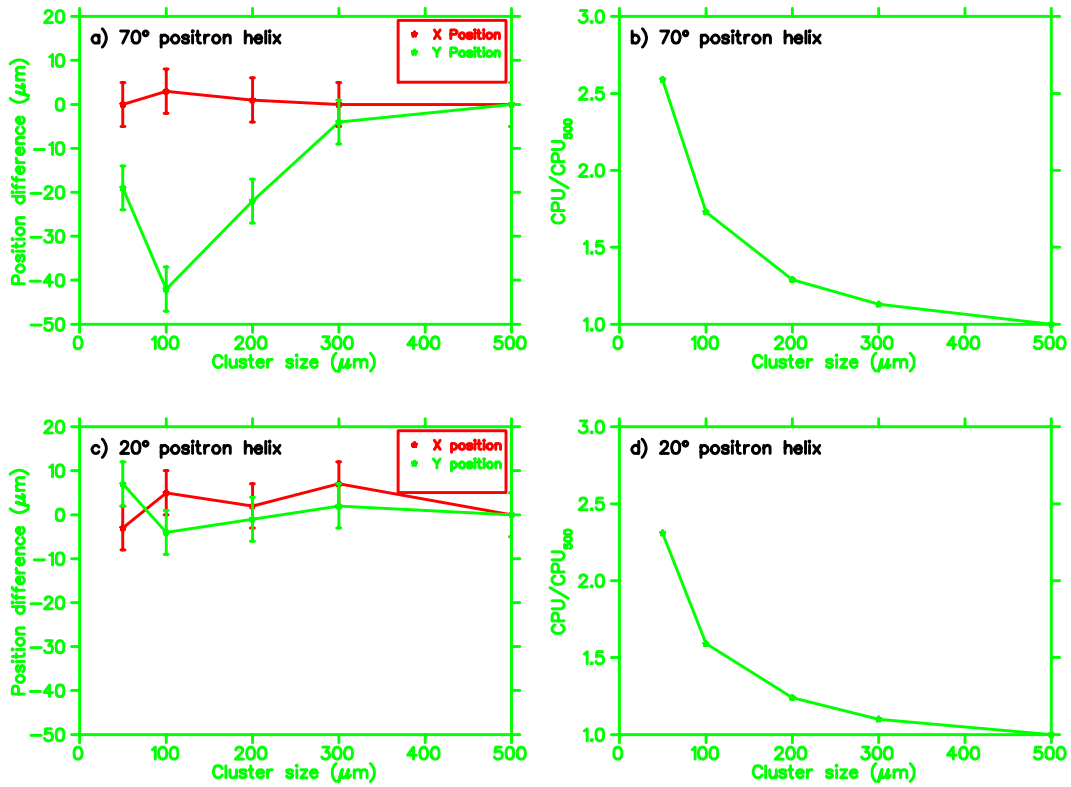 a) 70° positron helix
X Position
Y Position
20
10
0
−10
−20
−30
−40
−50
Position difference (μm)
0 100 200 300 400 500
Cluster size (μm)
b) 70° positron helix
3.0
2.5
2.0
1.5
1.0
CPU/CPU500
0 100 200 300 400 500
Cluster size (μm)
c) 20° positron helix
X position
Y position
20
10
0
−10
−20
−30
−40
−50
Position difference (μm)
0 100 200 300 400 500
Cluster size (μm)
d) 20° positron helix
3.0
2.5
2.0
1.5
1.0
CPU/CPU500
0 100 200 300 400 500
Cluster size (μm)